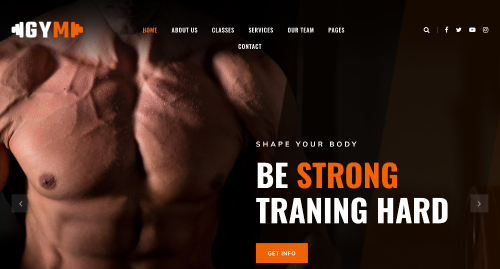 GYM
HOME ABOUT US CLASSES SERVICES OUR TEAM PAGES
CONTACT
SHAPE YOUR BODY
BE STRONG
TRANING HARD
GET INFO